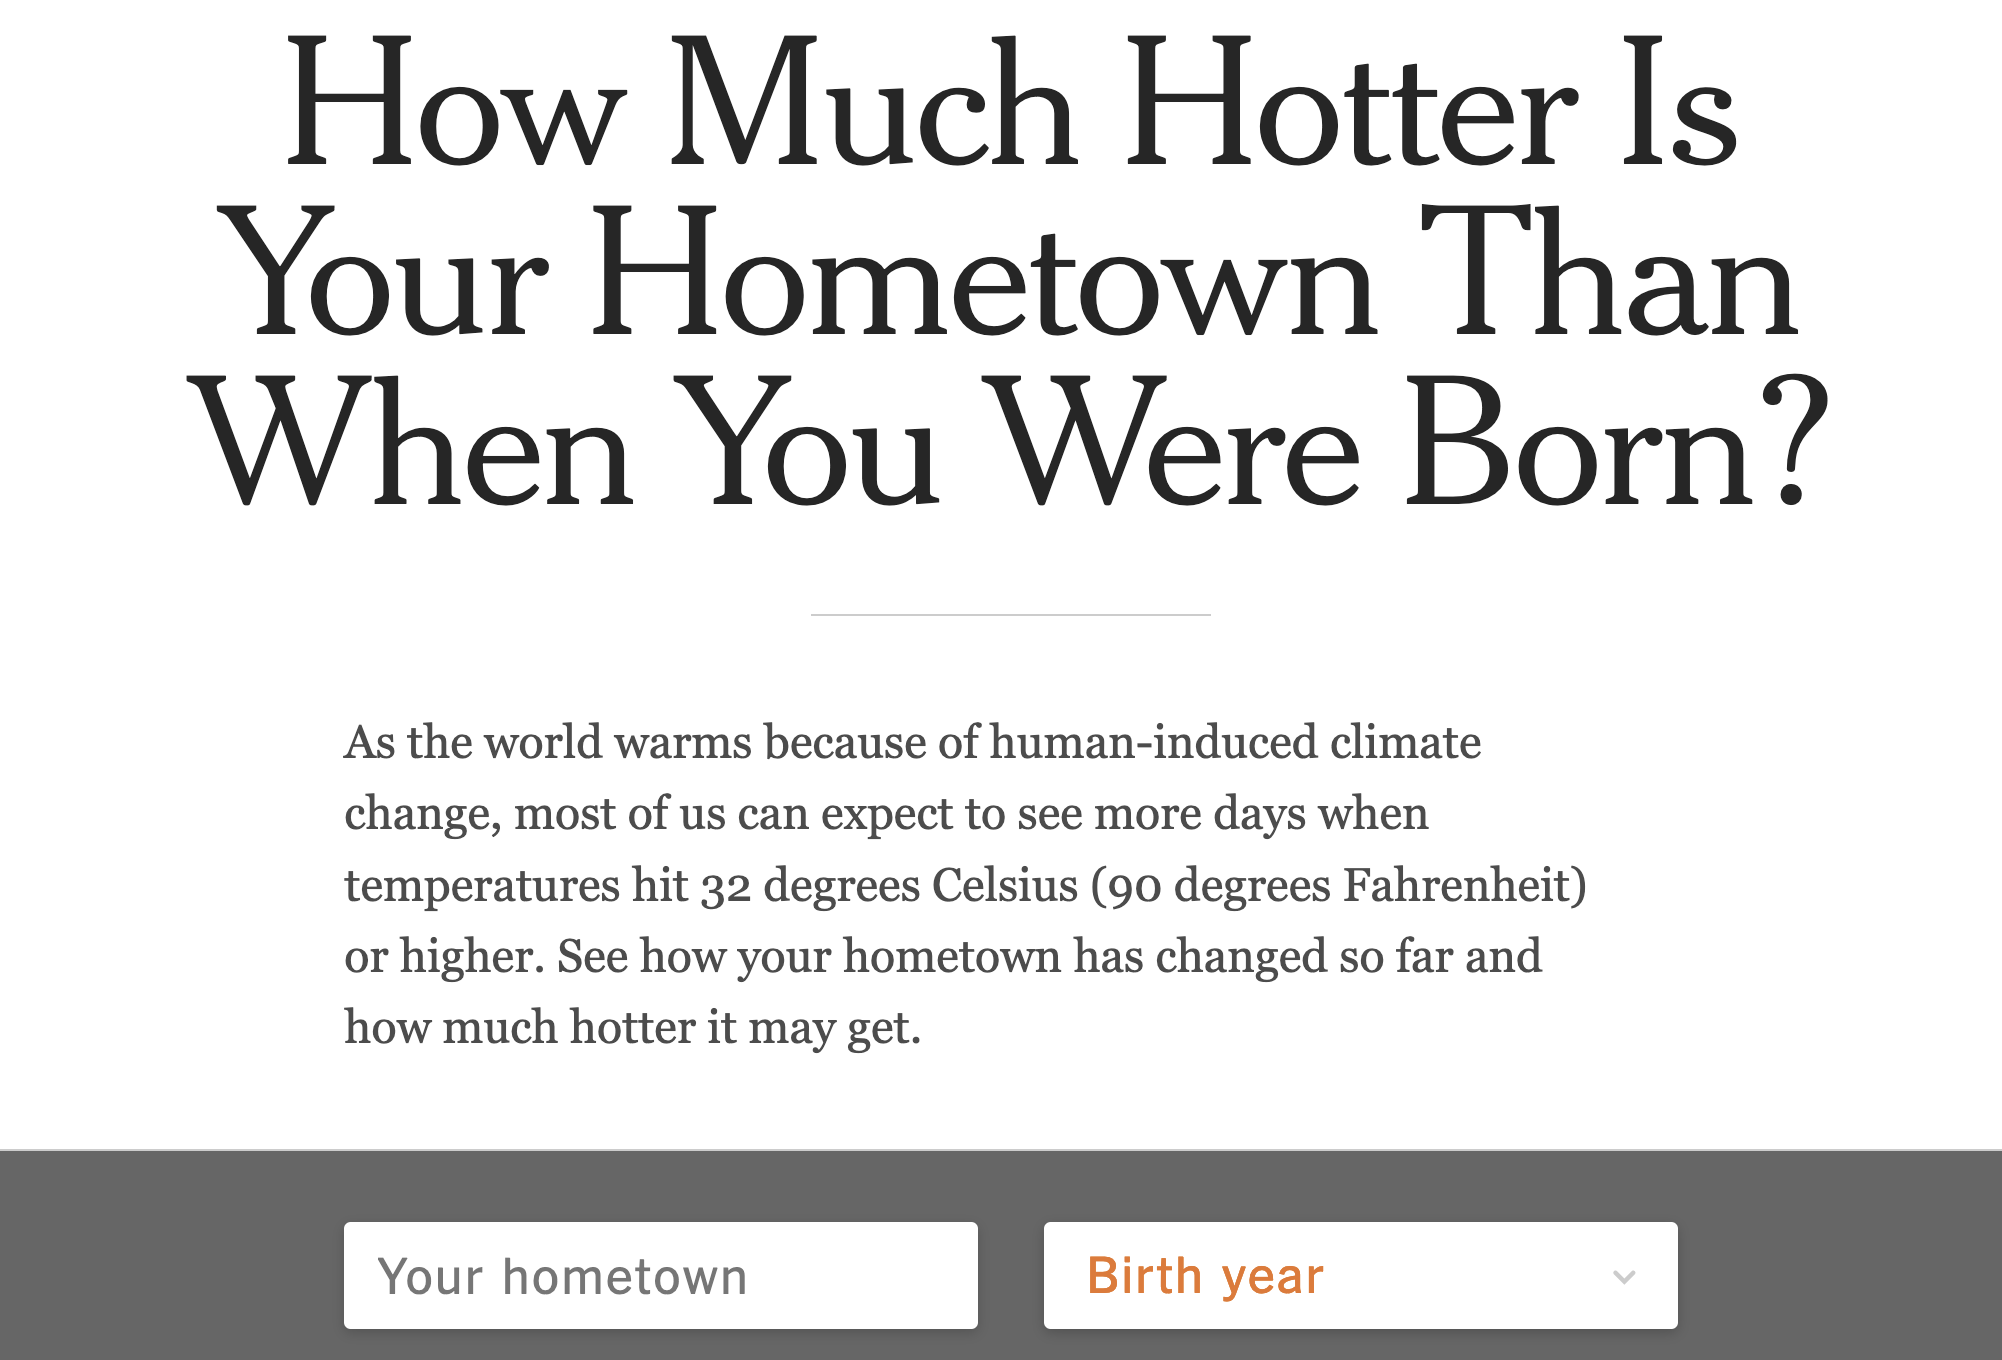 How Much Hotter Is
Your Hometown Than
When You Were Born?
As the world warms because of human-induced climate
change, most of us can expect to see more days when
temperatures hit 32 degrees Celsius (90 degrees Fahrenheit)
or higher. See how your hometown has changed so far and
how much hotter it may get.
Your hometown
Birth year